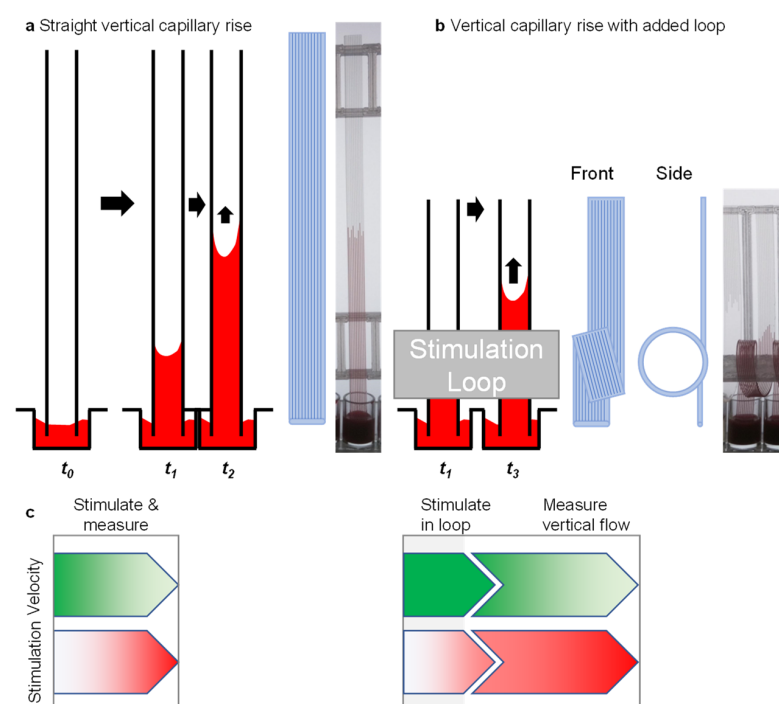 a Straight vertical capillary rise
b Vertical capillary rise with added loop
Front
Side
Stimulation
Loop
t0
t1
t2
t1
t3
c
Stimulate &
measure
Stimulate
in loop
Measure
vertical flow
Stimulation Velocity